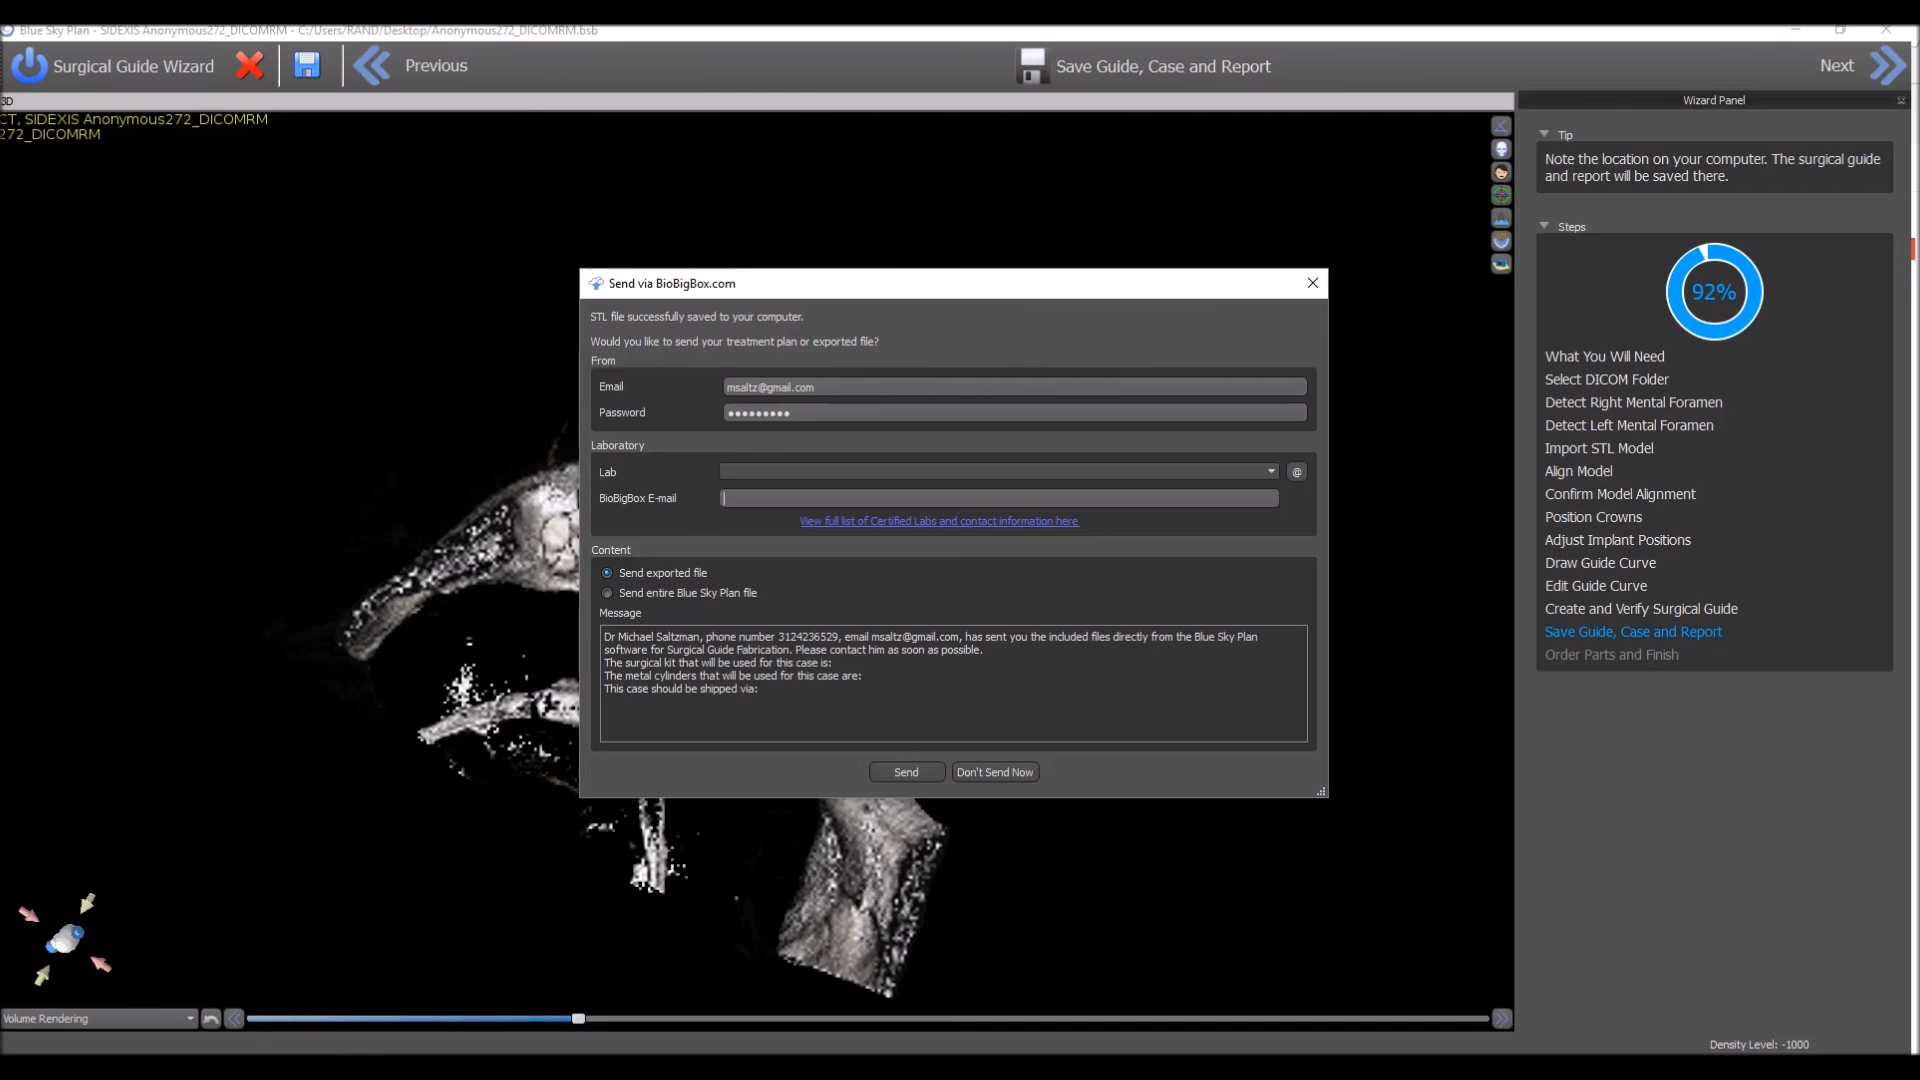 Blue Sky Plan - SIDEXIS Anonymous272_DICOMRM - C:/Users/RAND/Desktop/Anonymous272_DICOMRM.bsb
Surgical Guide Wizard
Previous
Save Guide, Case and Report
Next
3D
CT, SIDEXIS Anonymous272_DICOMRM
272_DICOMRM
Wizard Panel
Tip
Note the location on your computer. The surgical guide
and report will be saved there.
Steps
92%
What You Will Need
Select DICOM Folder
Detect Right Mental Foramen
Detect Left Mental Foramen
Import STL Model
Align Model
Confirm Model Alignment
Position Crowns
Adjust Implant Positions
Draw Guide Curve
Edit Guide Curve
Create and Verify Surgical Guide
Save Guide, Case and Report
Order Parts and Finish
Send via BioBigBox.com
STL file successfully saved to your computer.
Would you like to send your treatment plan or exported file?
From
Email
msaltz@gmail.com
Password
•••••••••
Laboratory
Lab
@
BioBigBox E-mail
View full list of Certified Labs and contact information here
Content
Send exported file
Send entire Blue Sky Plan file
Message
Dr Michael Saltzman, phone number 3124236529, email msaltz@gmail.com, has sent you the included files directly from the Blue Sky Plan
software for Surgical Guide Fabrication. Please contact him as soon as possible.
The surgical kit that will be used for this case is:
The metal cylinders that will be used for this case are:
This case should be shipped via:
Send
Don't Send Now
Volume Rendering
Density Level: -1000